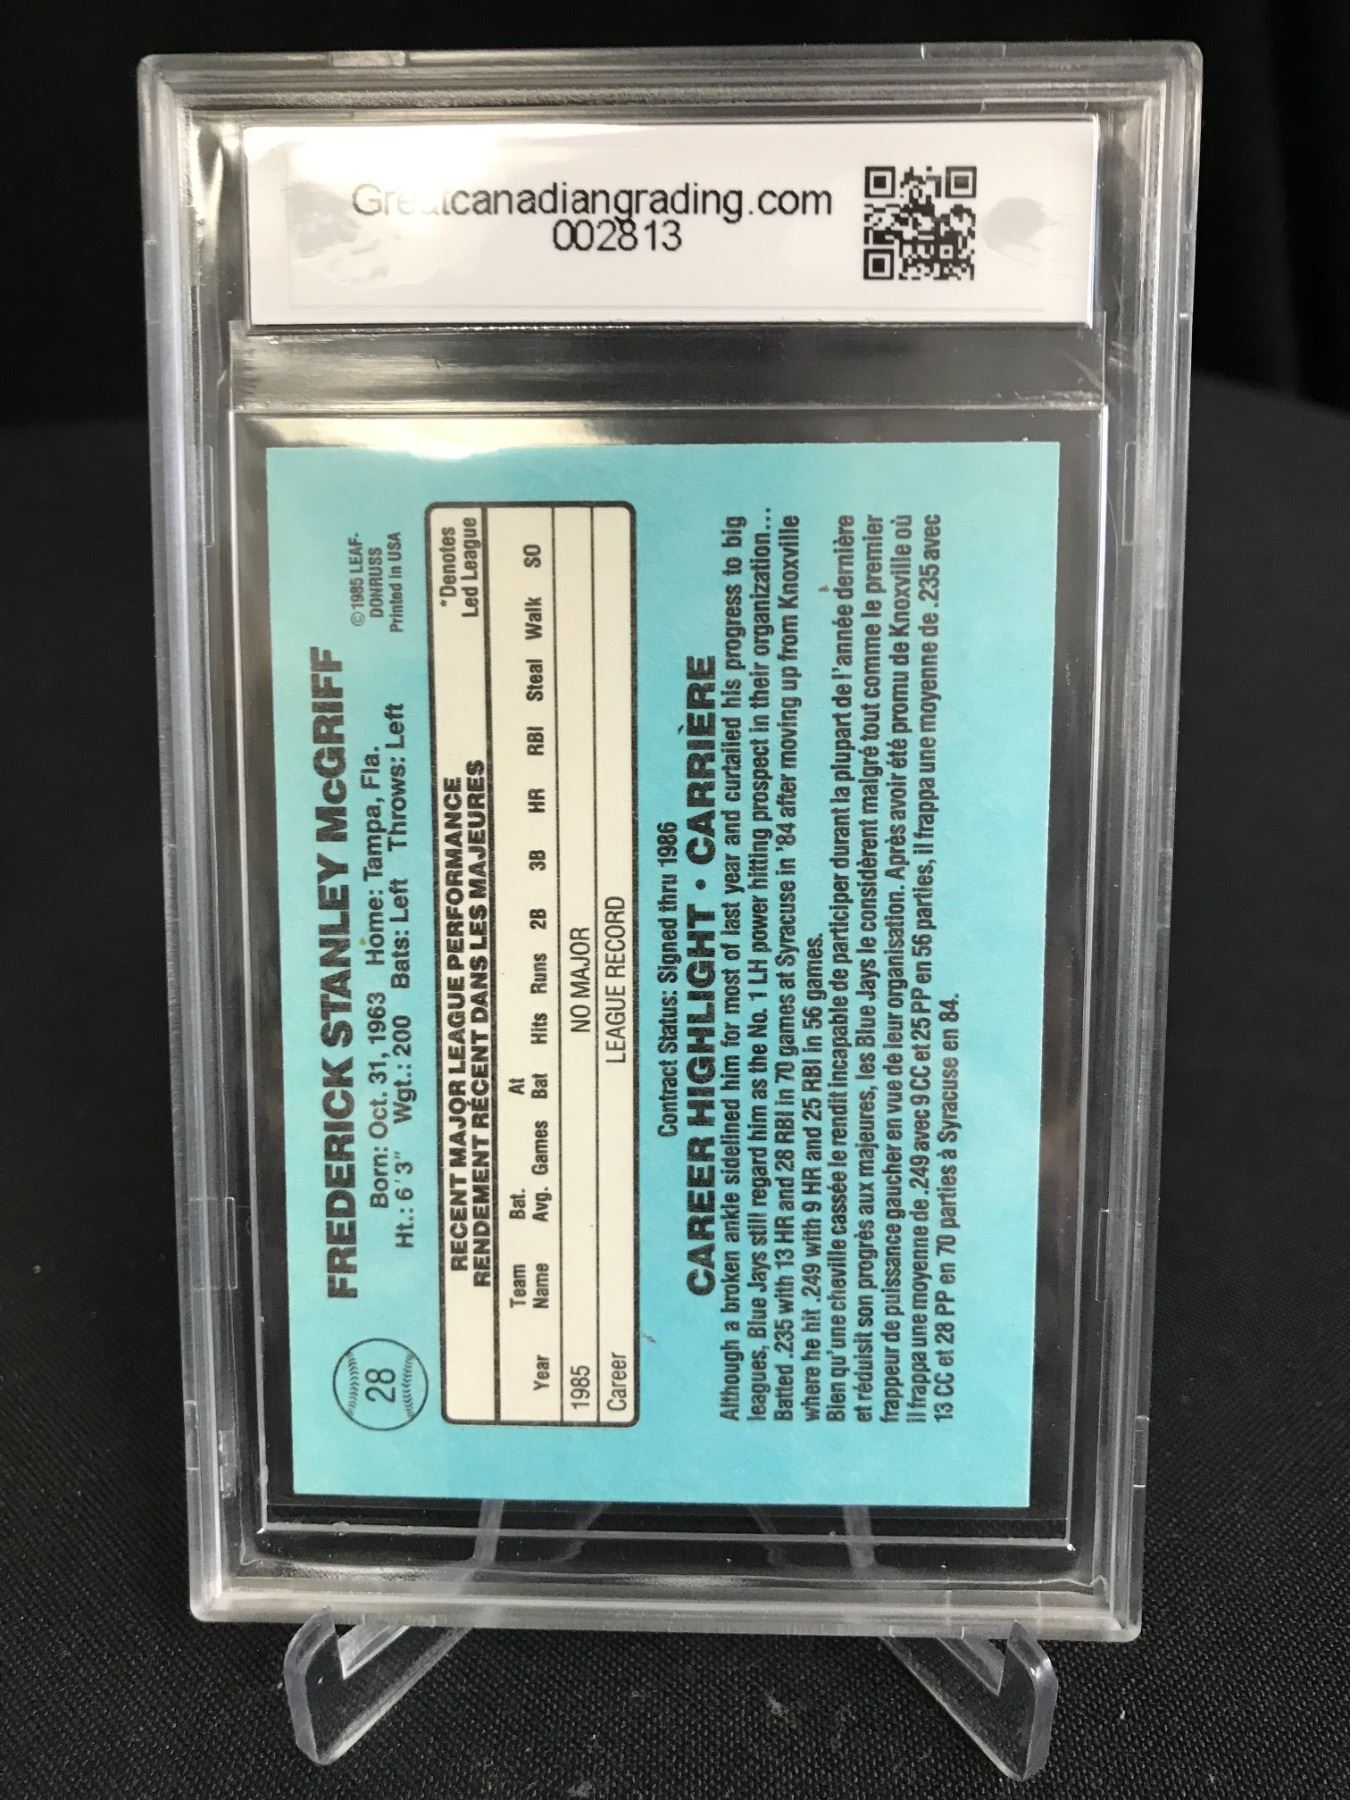 Greatcanadiangrading.com
002813
28
FREDERICK STANLEY McGRIFF
Born: Oct. 31, 1963 Home: Tampa, Fla.
Ht.: 6'3" Wgt.: 200 Bats: Left Throws: Left
©1985 LEAF-
DONRUSS
Printed in USA
RECENT MAJOR LEAGUE PERFORMANCE
RENDEMENT RÉCENT DANS LES MAJEURES
*Denotes
Led League
Team Bat. At
Year Name Avg. Games Bat Hits Runs 2B 3B HR RBI Steal Walk SO
1985 NO MAJOR
Career LEAGUE RECORD
Contract Status: Signed thru 1986
CAREER HIGHLIGHT • CARRIÈRE
Although a broken ankle sidelined him for most of last year and curtailed his progress to big
leagues, Blue Jays still regard him as the No. 1 LH power hitting prospect in their organization...
Batted .235 with 13 HR and 28 RBI in 70 games at Syracuse in '84 after moving up from Knoxville
where he hit .249 with 9 HR and 25 RBI in 56 games.
Bien qu'une cheville cassée le rendit incapable de participer durant la plupart de l'année dernière
et réduisit son progrès aux majeures, les Blue Jays le considèrent malgré tout comme le premier
frappeur de puissance gaucher en vue de leur organisation. Après avoir été promu de Knoxville où
il frappa une moyenne de .249 avec 9 CC et 25 PP en 56 parties, il frappa une moyenne de .235 avec
13 CC et 28 PP en 70 parties à Syracuse en 84.